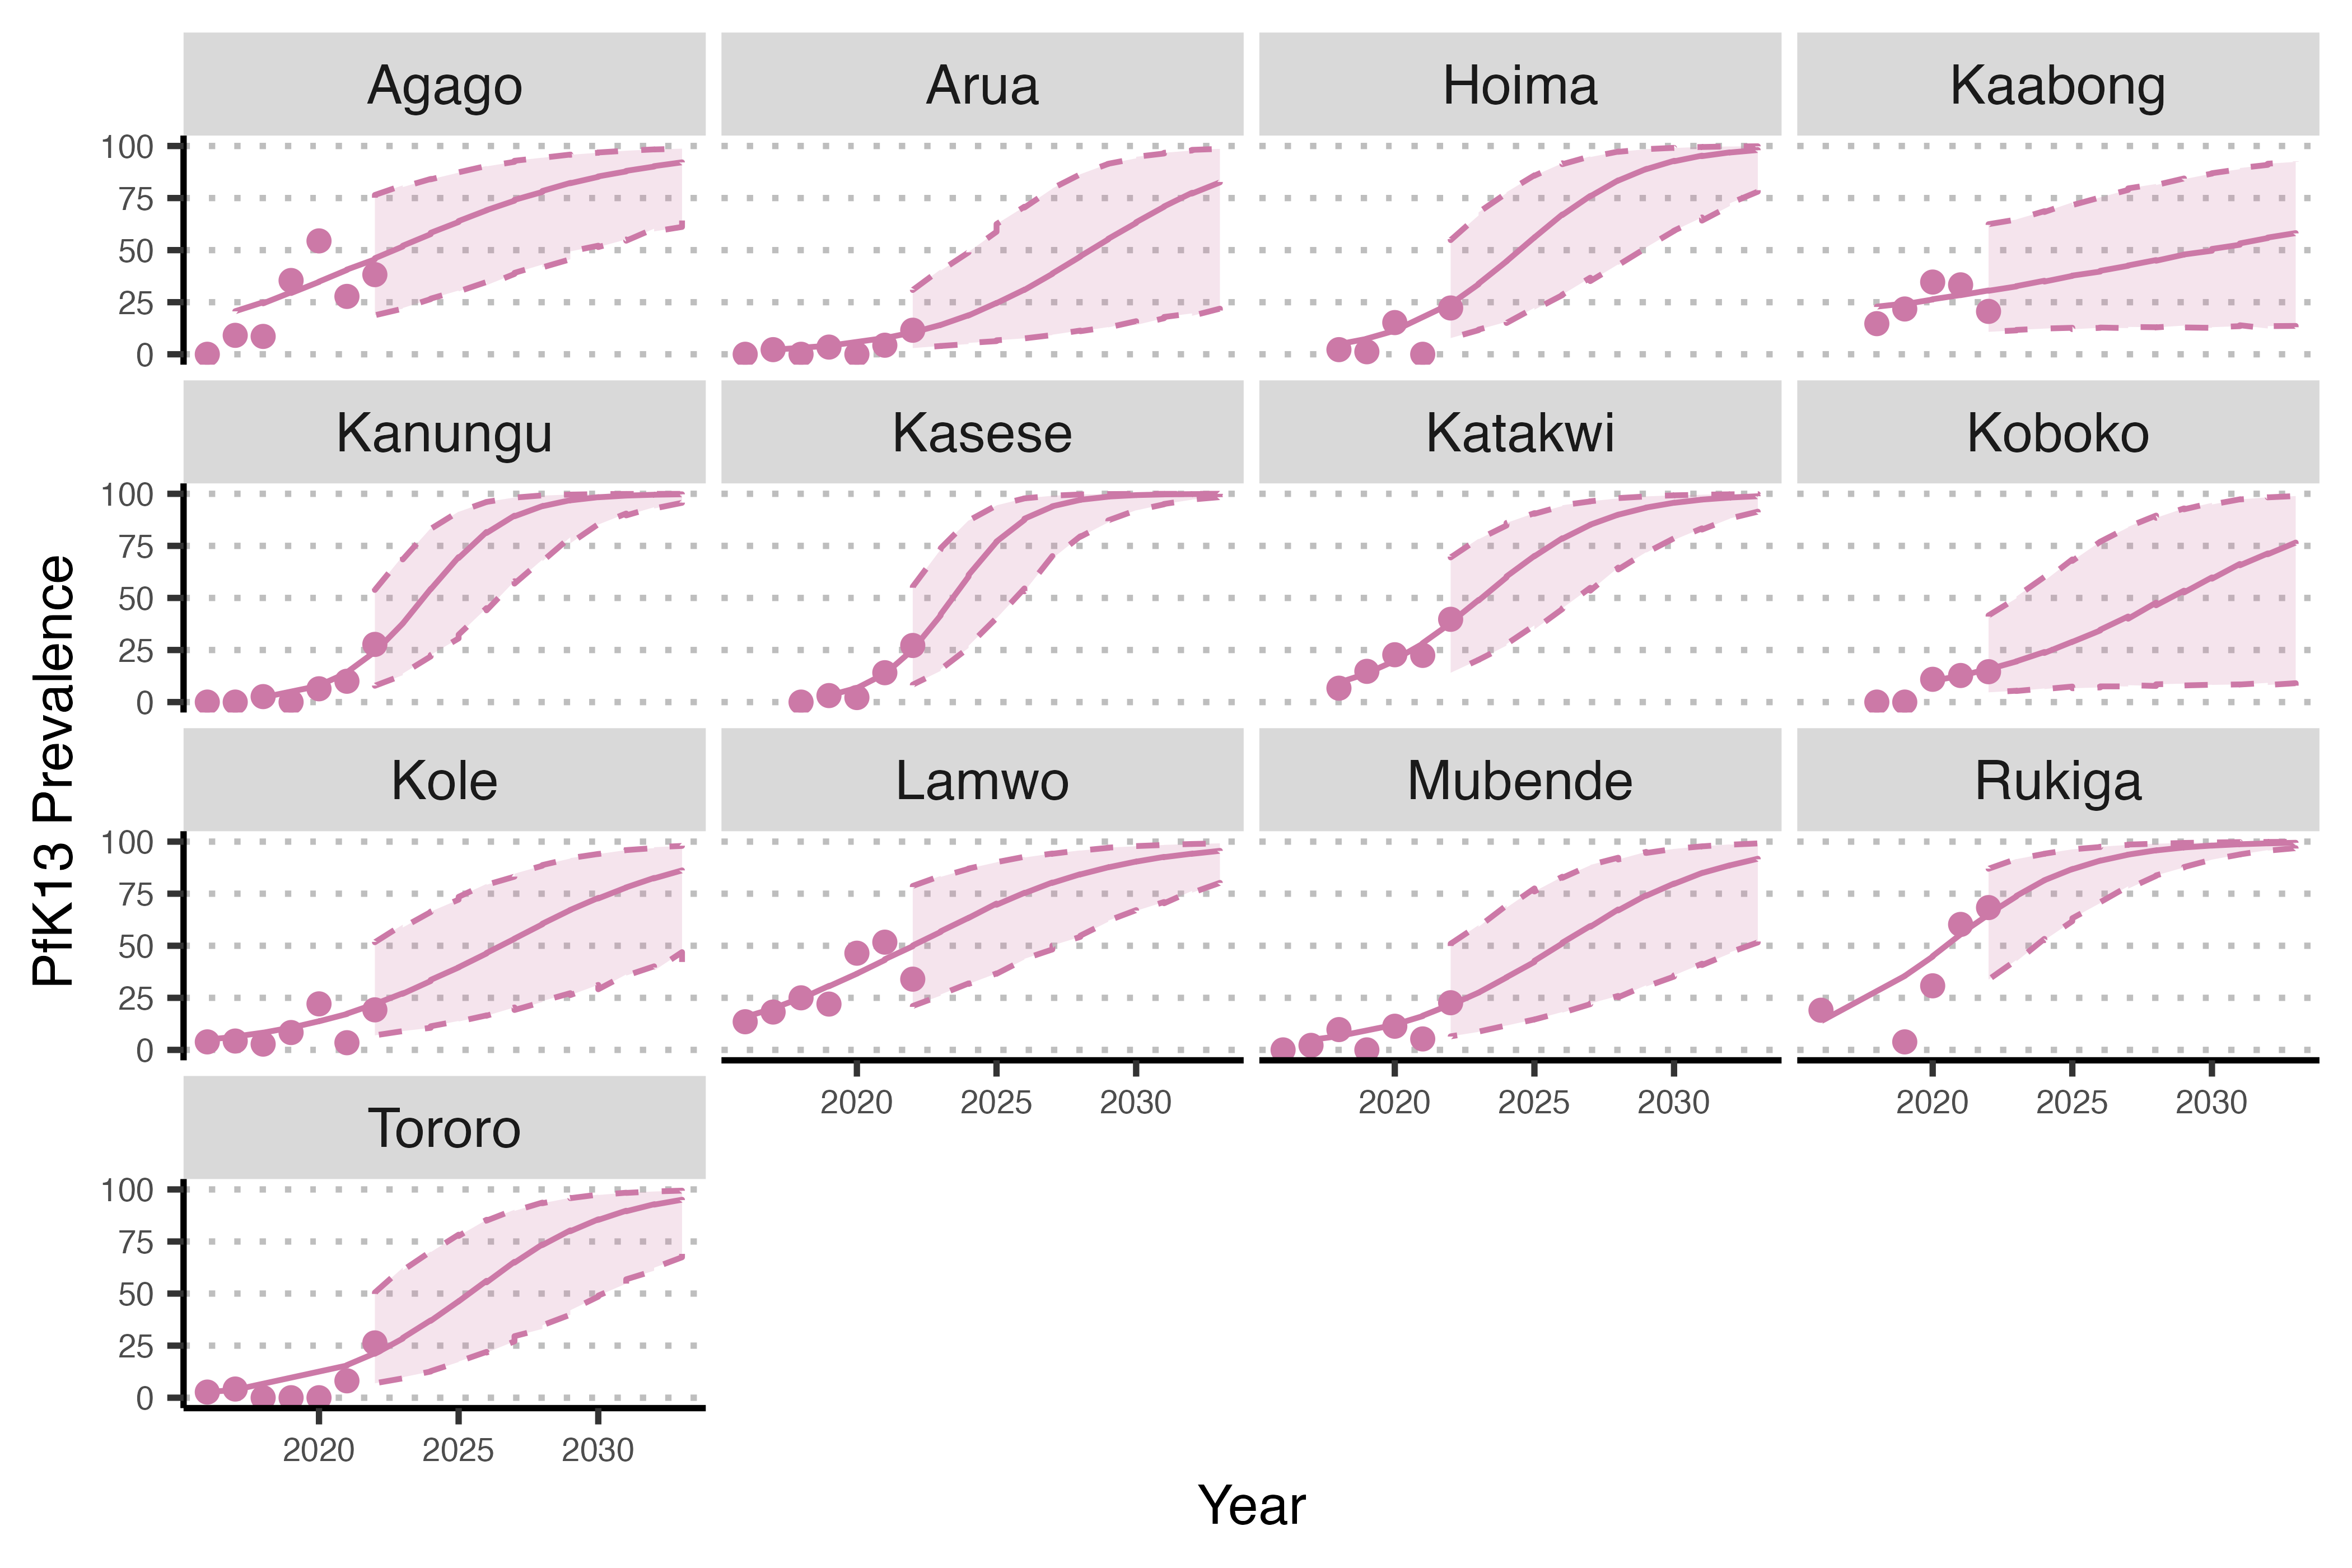 Agago Arua Hoima Kaabong
100
75
50
25
0
Kanungu Kasese Katakwi Koboko
100
75
50
25
0
PfK13 Prevalence
Kole Lamwo Mubende Rukiga
100
75
50
25
0
2020 2025 2030 2020 2025 2030 2020 2025 2030
Tororo
100
75
50
25
0
2020 2025 2030
Year